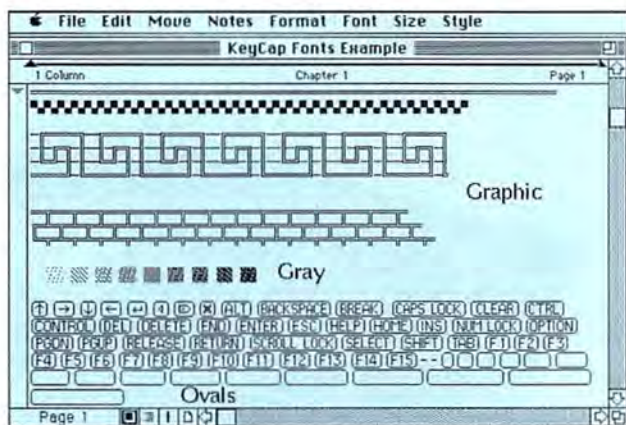 File Edit Move Notes Format Font Size Style
KeyCap Fonts Example
1 Column Chapter 1 Page 1
Graphic
Gray
↑ → ↓ ← ↵ ALT BACKSPACE BREAK CAPS LOCK CLEAR CTRL
CONTROL DEL DELETE END ENTER ESC HELP HOME INS NUM LOCK OPTION
PGDN PGUP RELEASE RETURN SCROLL LOCK SELECT SHIFT TAB F1 F2 F3
F4 F5 F6 F7 F8 F9 F10 F11 F12 F13 F14 F15 --
Ovals
Page 1